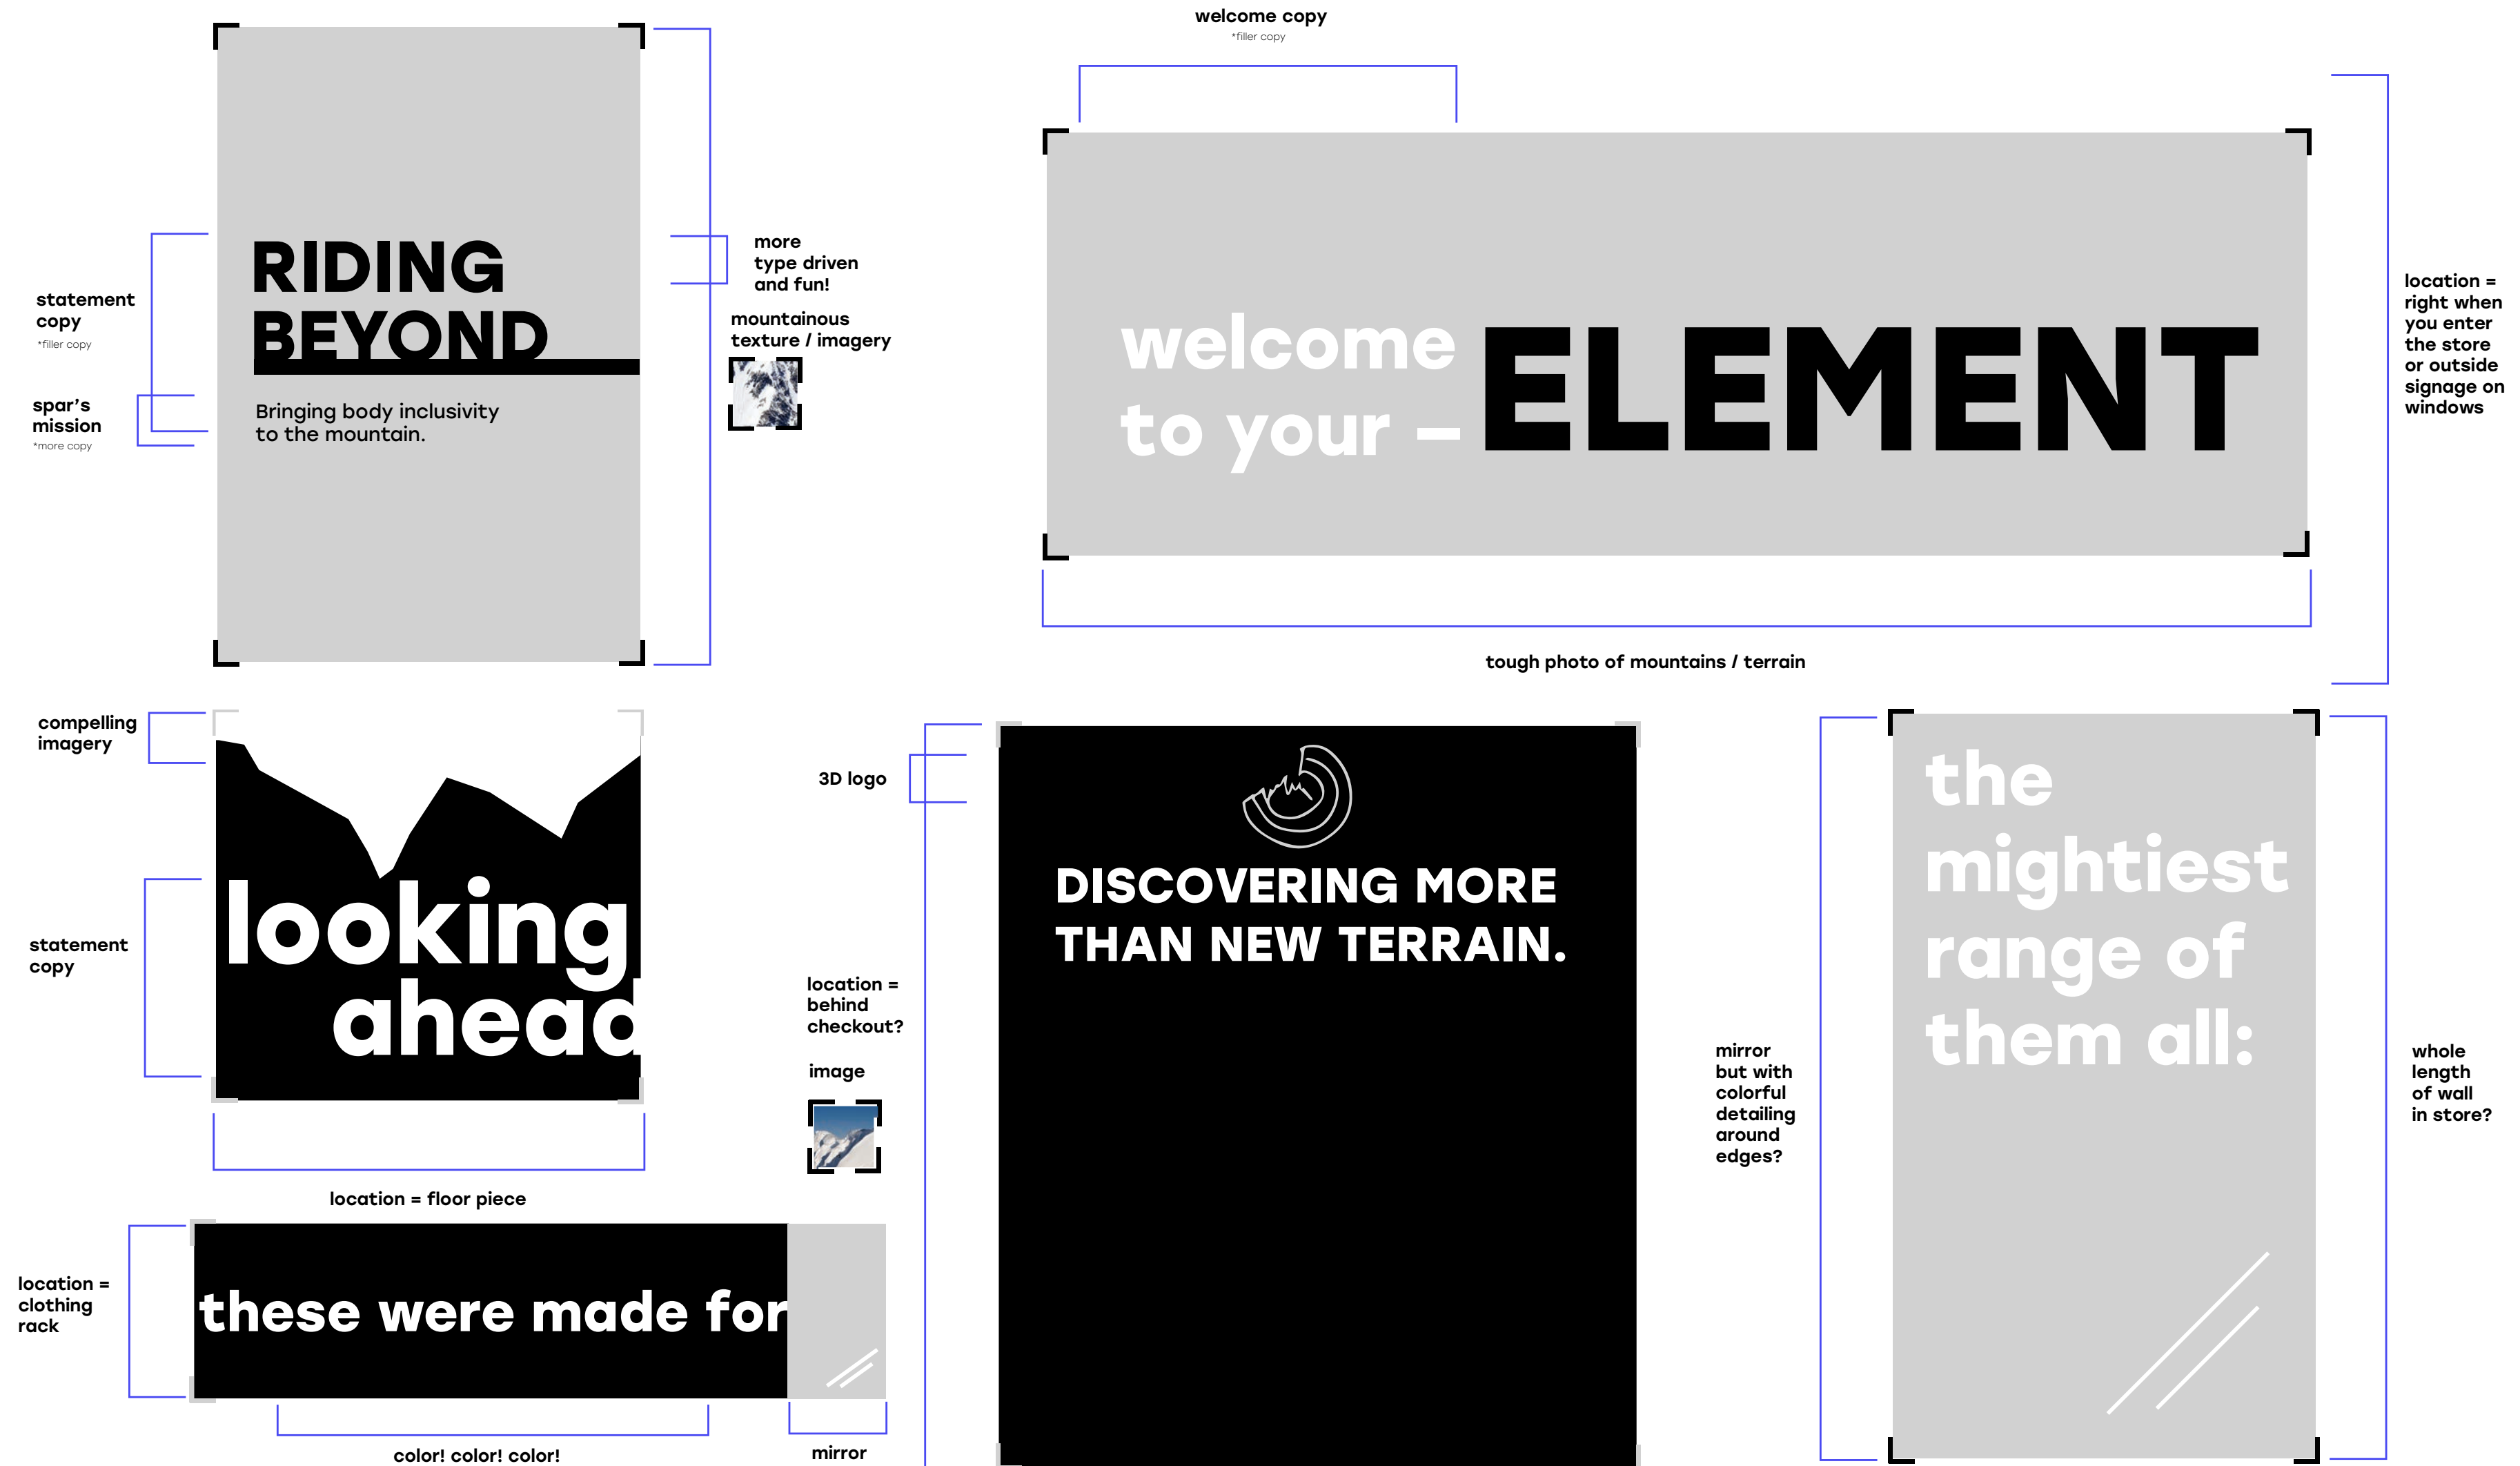 RIDING
BEYOND
Bringing body inclusivity
to the mountain.
statement
copy
*filler copy
spar's
mission
*more copy
more
type driven
and fun!
mountainous
texture / imagery
welcome copy
*filler copy
welcome
to your –
ELEMENT
location =
right when
you enter
the store
or outside
signage on
windows
tough photo of mountains / terrain
compelling
imagery
statement
copy
looking
ahead
location = floor piece
location =
clothing
rack
these were made for
color! color! color!
mirror
3D logo
location =
behind
checkout?
image
DISCOVERING MORE
THAN NEW TERRAIN.
mirror
but with
colorful
detailing
around
edges?
the
mightiest
range of
them all:
whole
length
of wall
in store?